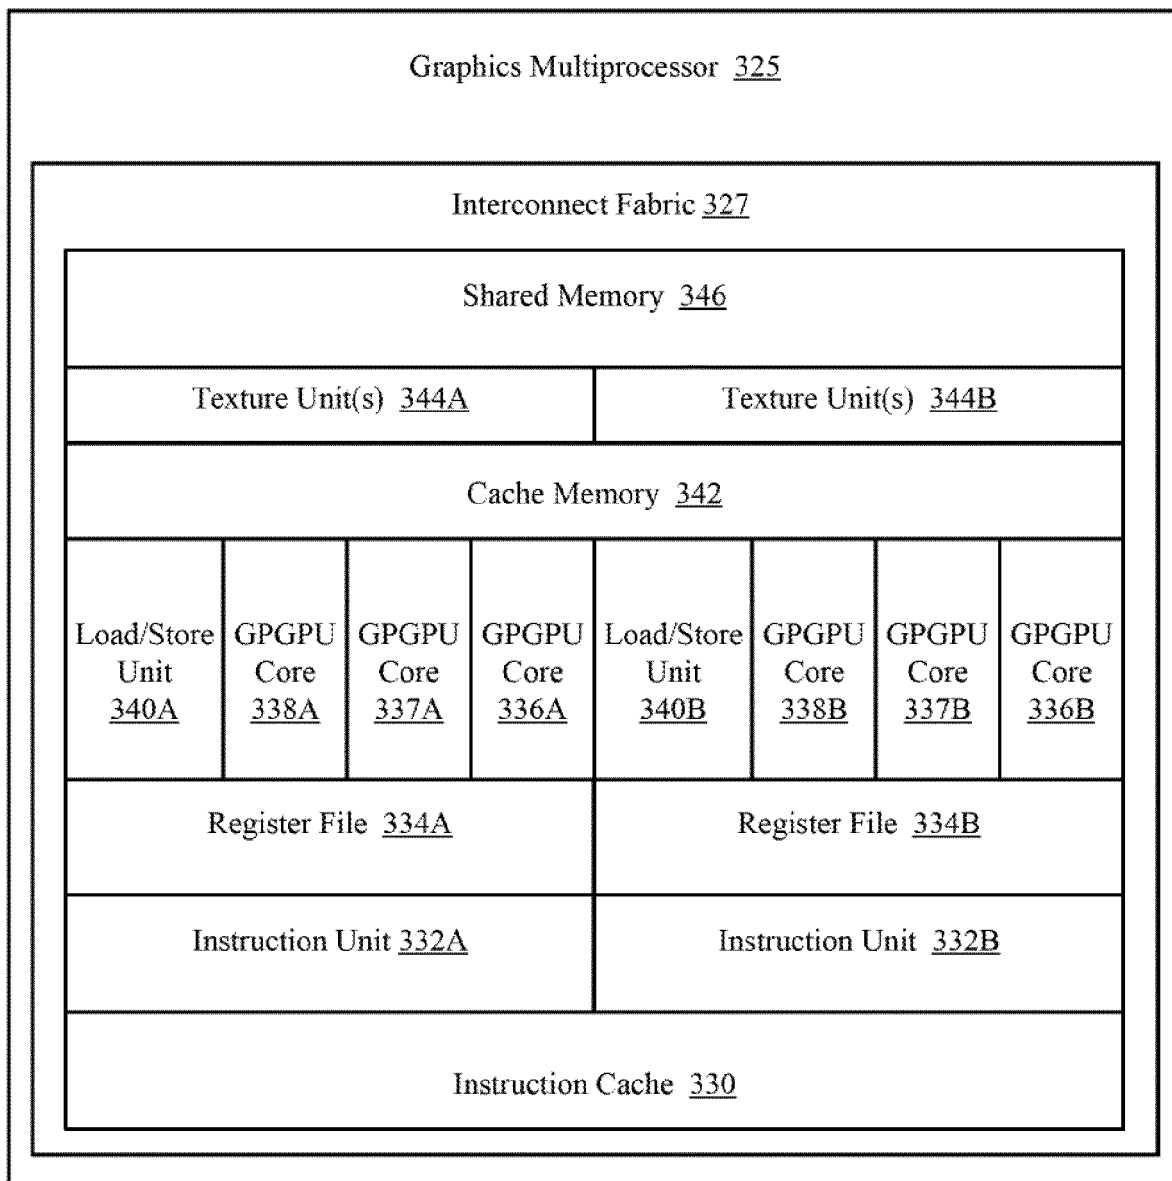 Graphics Multiprocessor 325
Interconnect Fabric 327
Shared Memory 346
Texture Unit(s) 344A
Texture Unit(s) 344B
Cache Memory 342
Load/Store
Unit
340A
GPGPU
Core
338A
GPGPU
Core
337A
GPGPU
Core
336A
Load/Store
Unit
340B
GPGPU
Core
338B
GPGPU
Core
337B
GPGPU
Core
336B
Register File 334A
Register File 334B
Instruction Unit 332A
Instruction Unit 332B
Instruction Cache 330